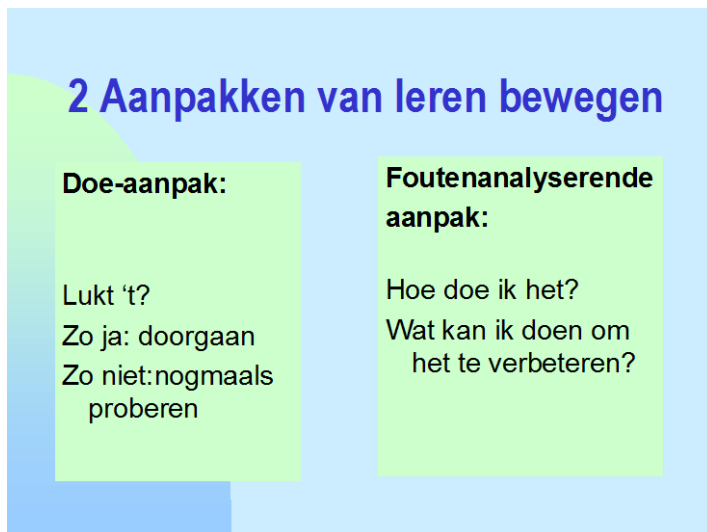 2 Aanpakken van leren bewegen
Doe-aanpak:
Lukt ‘t?
Zo ja: doorgaan
Zo niet:nogmaals
proberen
Foutenanalyserende
aanpak:
Hoe doe ik het?
Wat kan ik doen om
het te verbeteren?